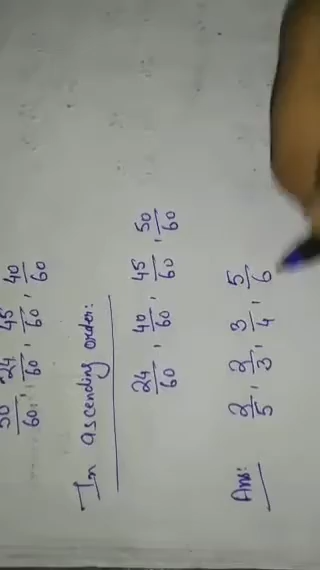 50/60, 24/60, 45/60, 40/60
In ascending order:
24/60, 40/60, 45/60, 50/60
Ans: 2/5, 2/3, 3/4, 5/6